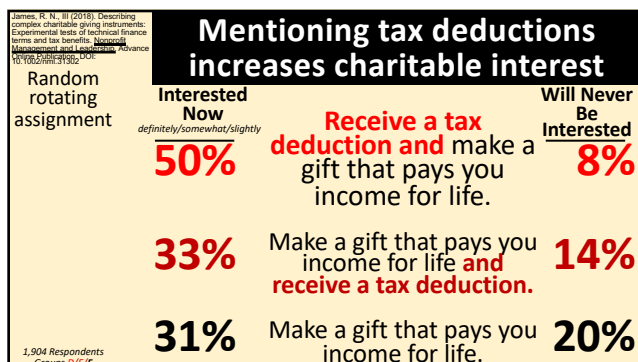 James, R. N., III (2018). Describing
complex charitable giving instruments:
Experimental tests of technical finance
terms and tax benefits. Nonprofit
Management and Leadership, Advance
Online Publication. DOI:
10.1002/nml.31302
Mentioning tax deductions
increases charitable interest
Random
rotating
assignment
Interested
Now
definitely/somewhat/slightly
Will Never
Be
Interested
50%
Receive a tax
deduction and make a
gift that pays you
income for life.
8%
33%
Make a gift that pays you
income for life and
receive a tax deduction.
14%
31%
Make a gift that pays you
income for life.
20%
1,904 Respondents
Groups D/E/F